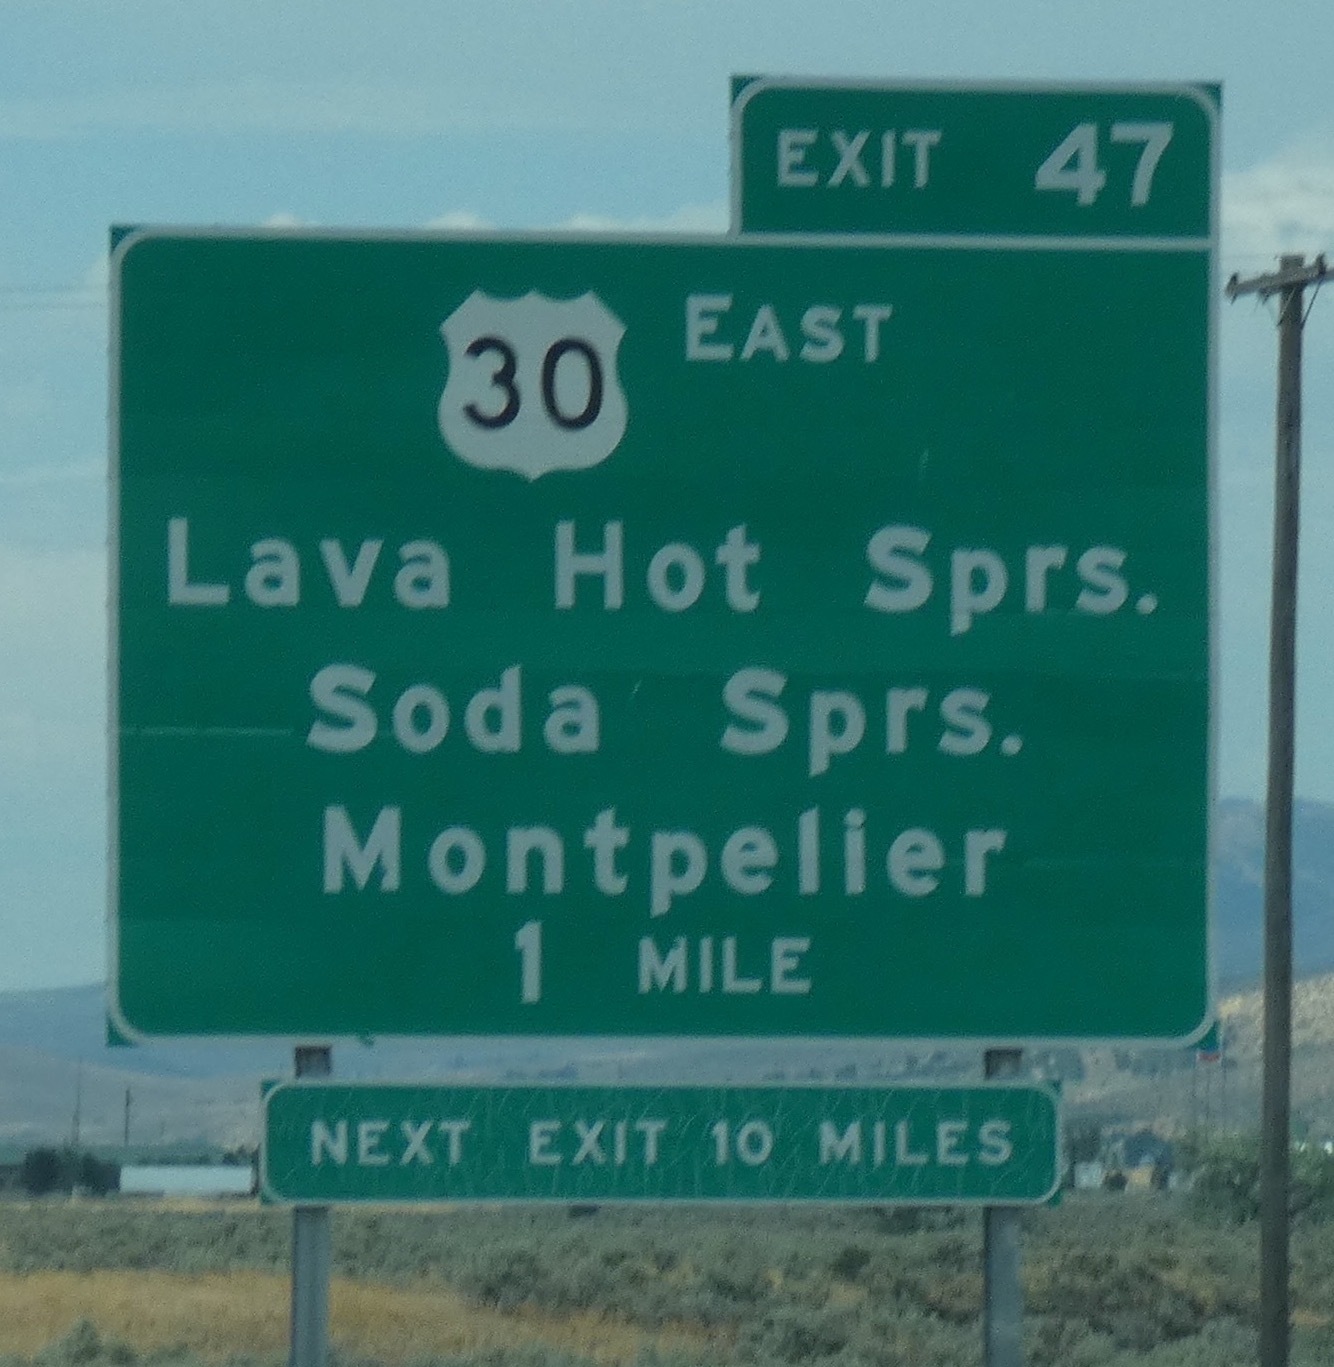 EXIT 47
30 EAST
Lava Hot Sprs.
Soda Sprs.
Montpelier
1 MILE
NEXT EXIT 10 MILES